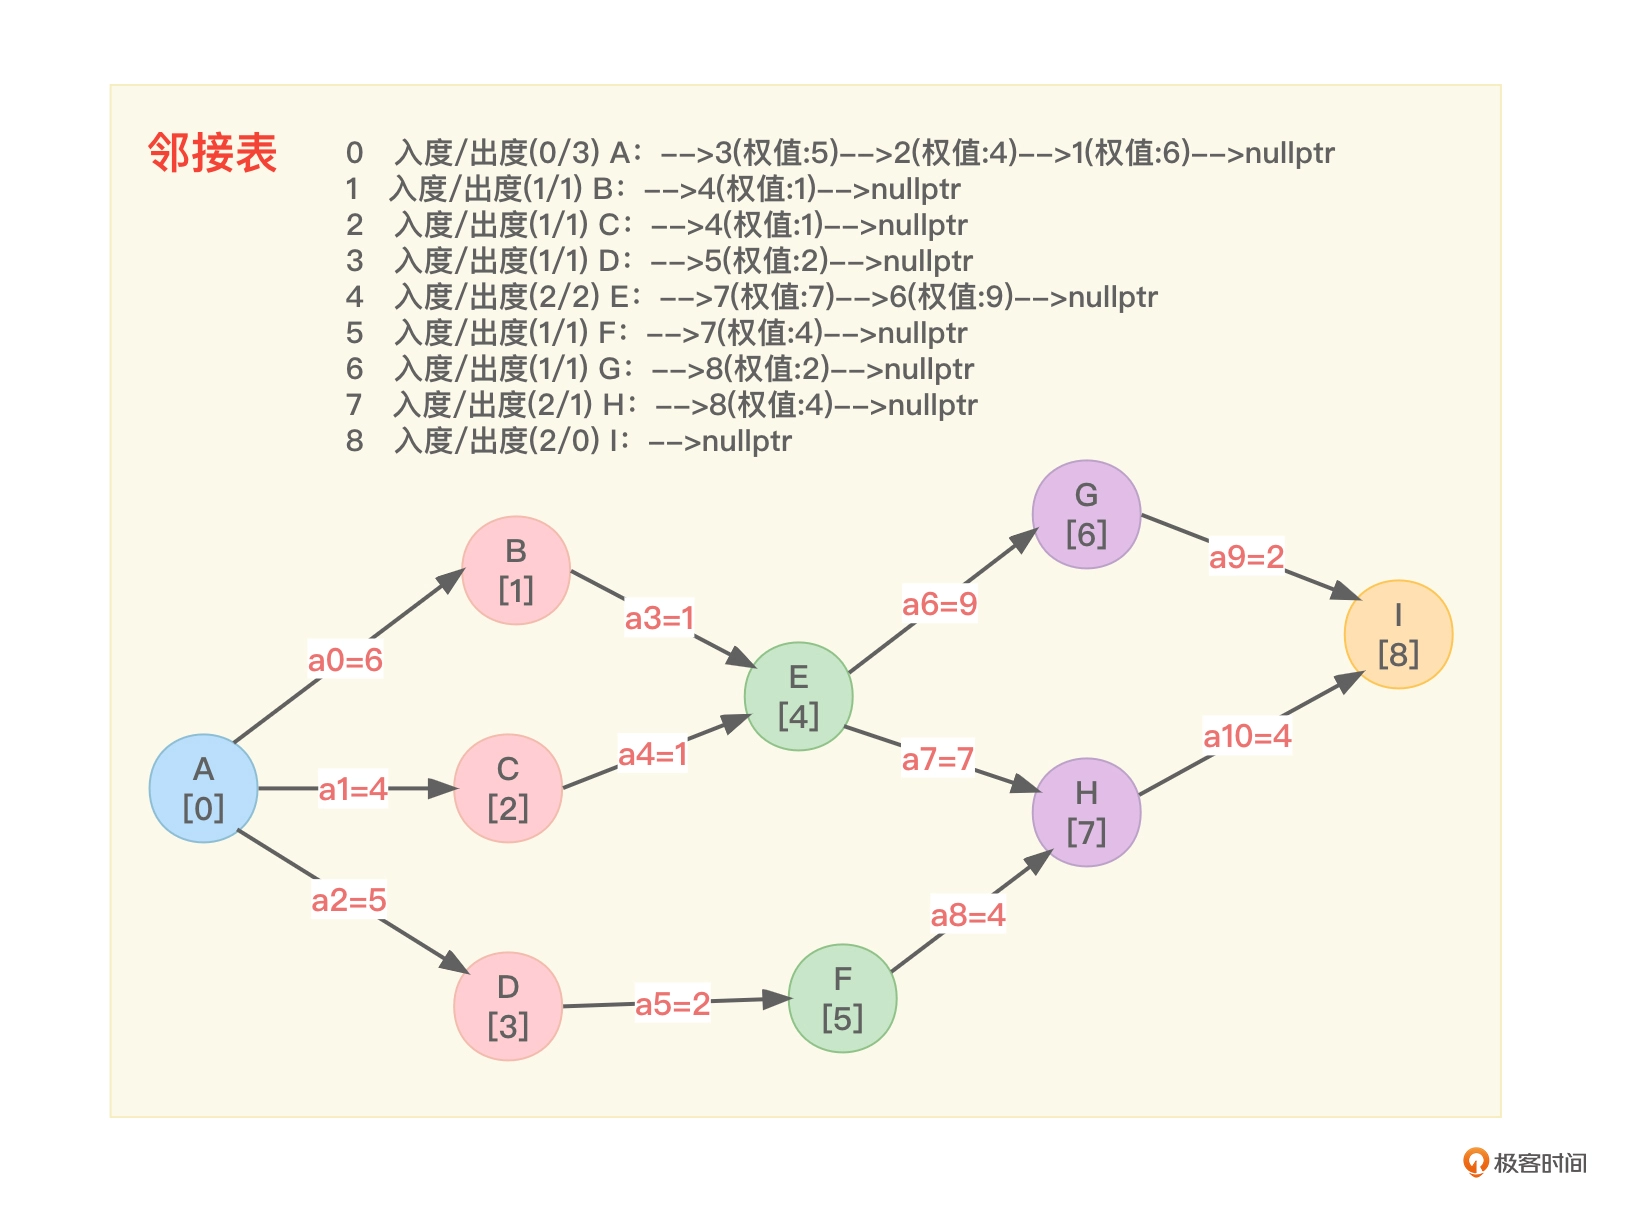 邻接表
0 入度/出度(0/3) A：-->3(权值:5)-->2(权值:4)-->1(权值:6)-->nullptr
1 入度/出度(1/1) B：-->4(权值:1)-->nullptr
2 入度/出度(1/1) C：-->4(权值:1)-->nullptr
3 入度/出度(1/1) D：-->5(权值:2)-->nullptr
4 入度/出度(2/2) E：-->7(权值:7)-->6(权值:9)-->nullptr
5 入度/出度(1/1) F：-->7(权值:4)-->nullptr
6 入度/出度(1/1) G：-->8(权值:2)-->nullptr
7 入度/出度(2/1) H：-->8(权值:4)-->nullptr
8 入度/出度(2/0) I：-->nullptr
G
[6]
B
[1]
a9=2
a6=9
a3=1
I
[8]
a0=6
E
[4]
a10=4
a4=1
a7=7
A
[0]
a1=4
C
[2]
H
[7]
a2=5
a8=4
D
[3]
a5=2
F
[5]
极客时间